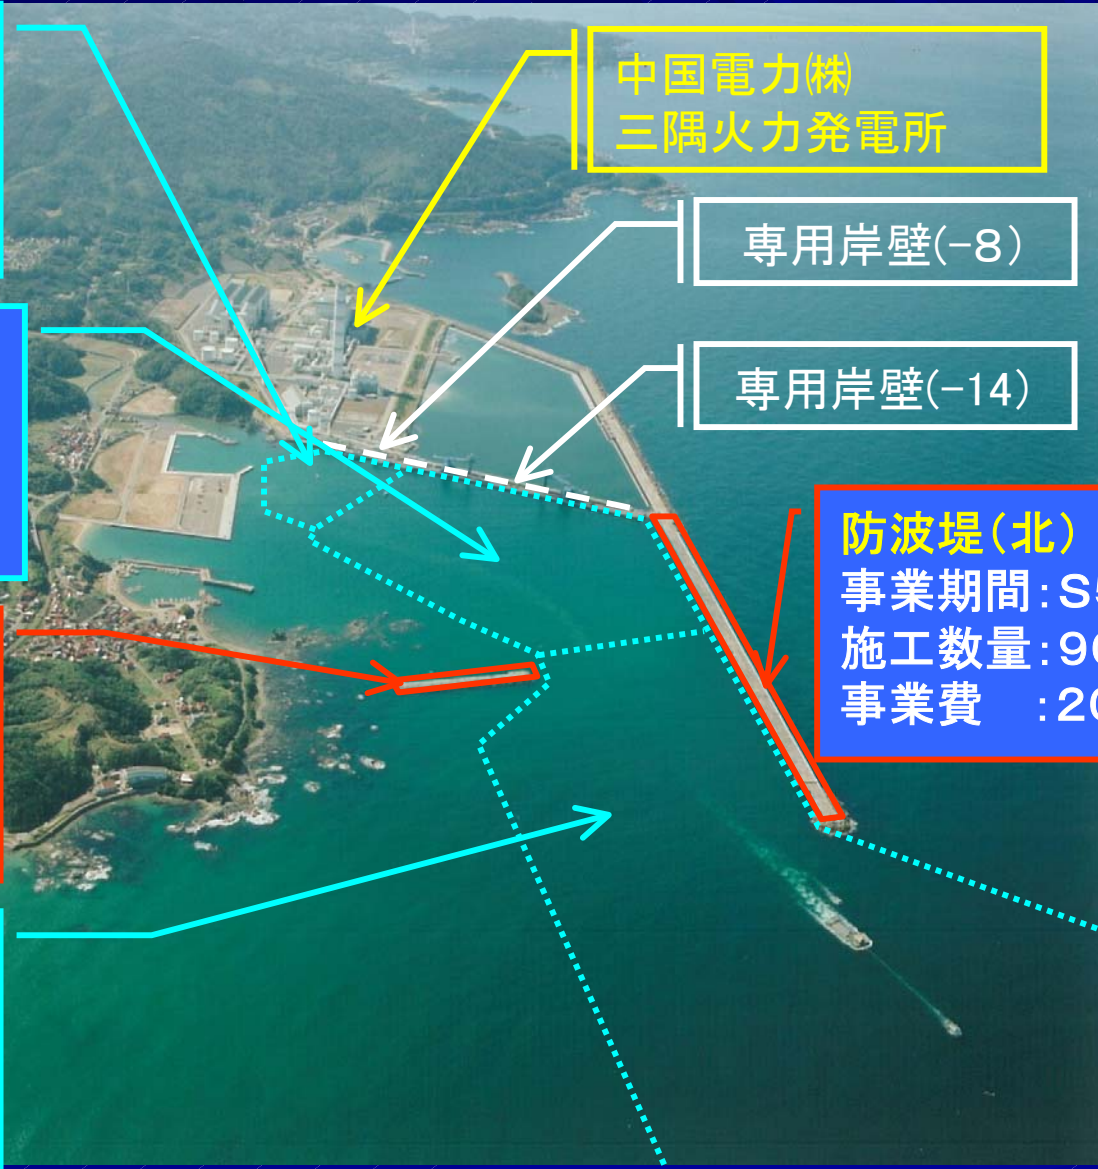 中国電力㈱
三隅火力発電所
専用岸壁(-8)
専用岸壁(-14)
防波堤(北)
事業期間:S
施工数量:9
事業費　:2